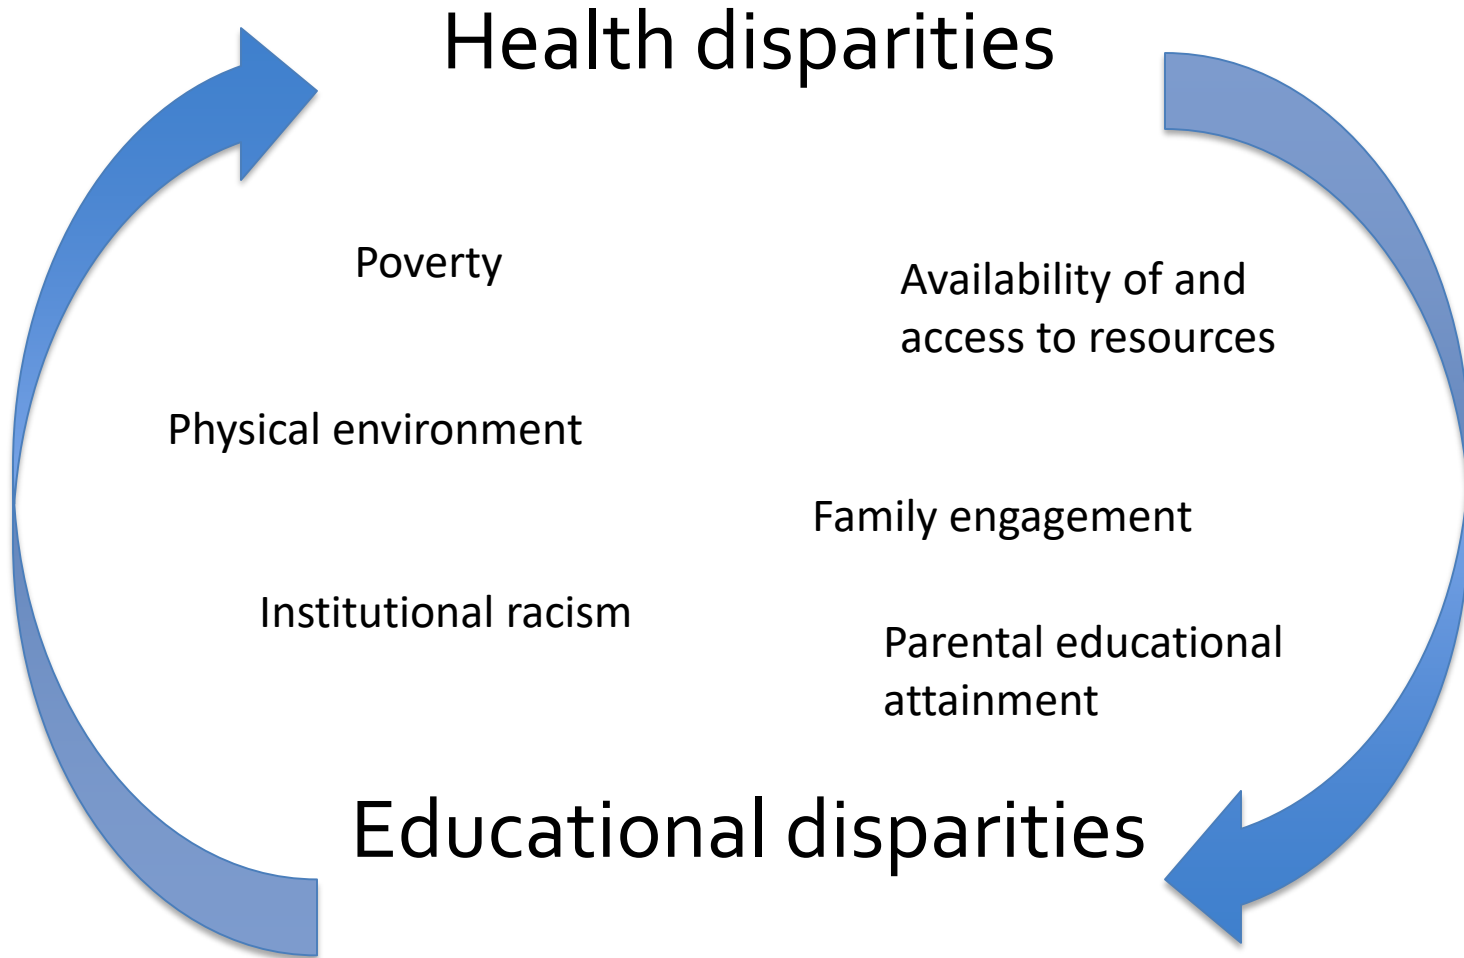 Health disparities
Poverty
Availability of and
access to resources
Physical environment
Family engagement
Institutional racism
Parental educational
attainment
Educational disparities